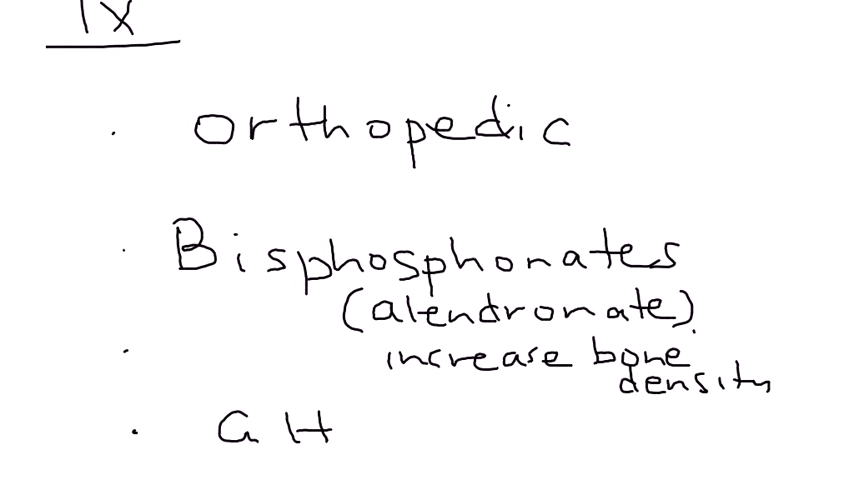 Tx
· Orthopedic
· Bisphosphonates
(alendronate).
· increase bone
density
· GH